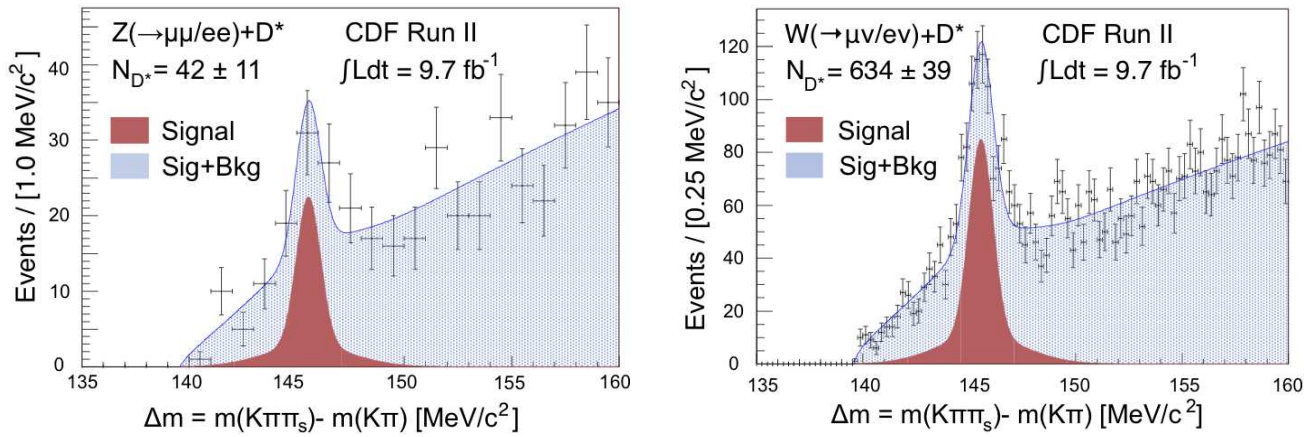 Z(→μμ/ee)+D* CDF Run II
N_D* = 42 ± 11 ∫Ldt = 9.7 fb⁻¹
Signal
Sig+Bkg
Events / [1.0 MeV/c²]
40
30
20
10
0
135 140 145 150 155 160
Δm = m(Kππₛ)- m(Kπ) [MeV/c²]
W(→μν/eν)+D* CDF Run II
N_D* = 634 ± 39 ∫Ldt = 9.7 fb⁻¹
Signal
Sig+Bkg
Events / [0.25 MeV/c²]
120
100
80
60
40
20
0
135 140 145 150 155 160
Δm = m(Kππₛ)- m(Kπ) [MeV/c²]